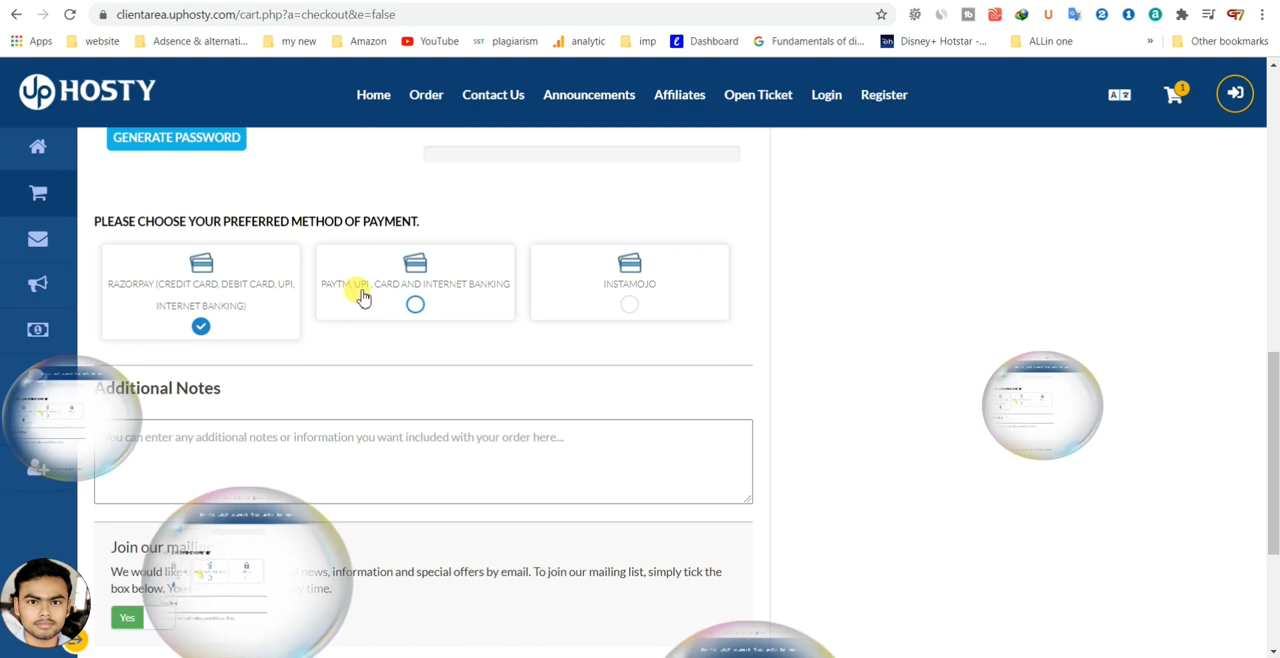 clientarea.uphosty.com/cart.php?a=checkout&e=false
Apps
website
Adsence & alternati...
my new
Amazon
YouTube
SST
plagiarism
analytic
imp
Dashboard
Fundamentals of di...
Disney+ Hotstar -...
ALLin one
»
Other bookmarks
Up HOSTY
Home
Order
Contact Us
Announcements
Affiliates
Open Ticket
Login
Register
1
GENERATE PASSWORD
PLEASE CHOOSE YOUR PREFERRED METHOD OF PAYMENT.
RAZORPAY (CREDIT CARD, DEBIT CARD, UPI,
INTERNET BANKING)
PAYTM, UPI, CARD AND INTERNET BANKING
INSTAMOJO
Additional Notes
You can enter any additional notes or information you want included with your order here...
Join our mailing
We would like news, information and special offers by email. To join our mailing list, simply tick the
box below. time.
Yes